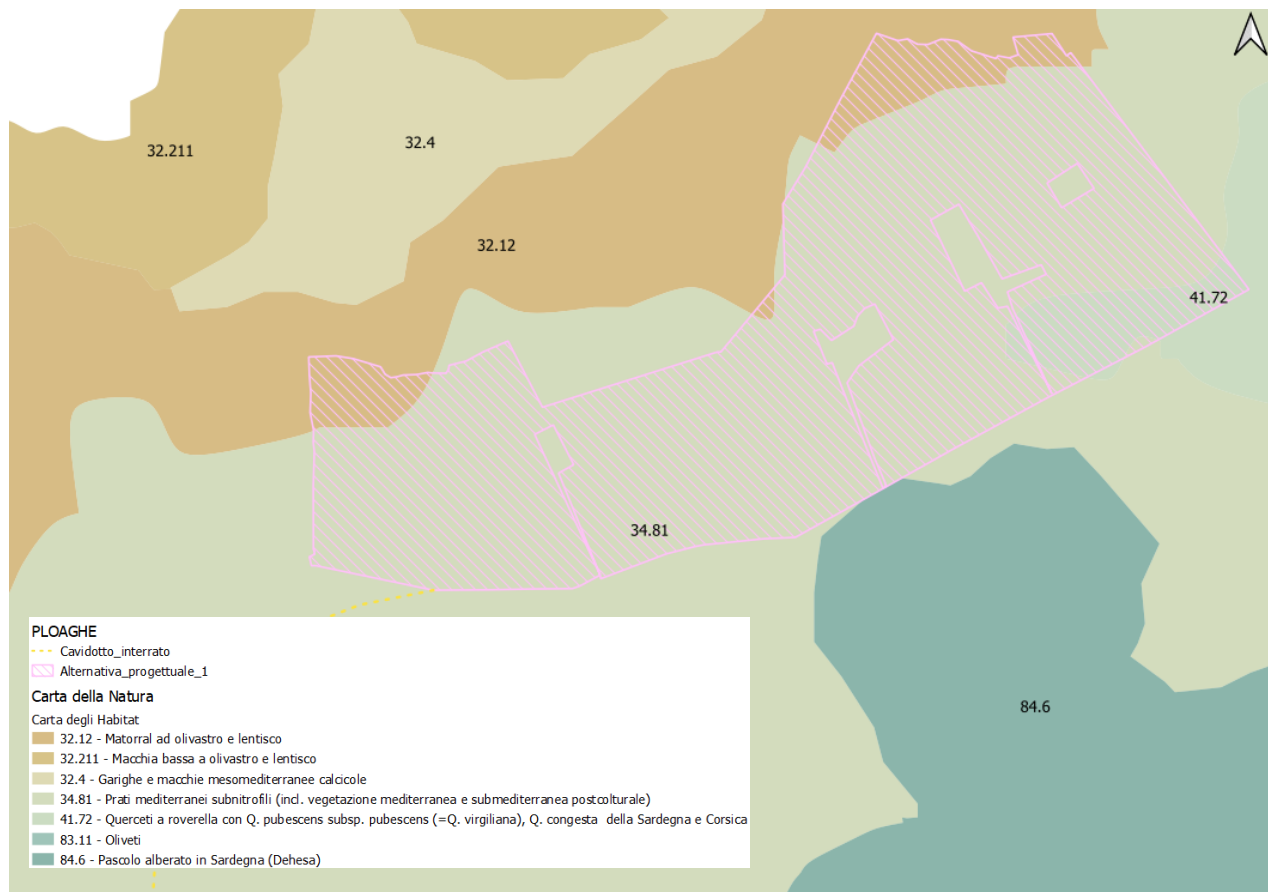 32.211
32.4
32.12
41.72
34.81
84.6
PLOAGHE
Cavidotto_interrato
Alternativa_progettuale_1
Carta della Natura
Carta degli Habitat
32.12 - Matorral ad olivastro e lentisco
32.211 - Macchia bassa a olivastro e lentisco
32.4 - Garighe e macchie mesomediterranee calcicole
34.81 - Prati mediterranei subnitrofili (incl. vegetazione mediterranea e submediterranea postcolturale)
41.72 - Querceti a roverella con Q. pubescens subsp. pubescens (=Q. virgiliana), Q. congesta della Sardegna e Corsica
83.11 - Oliveti
84.6 - Pascolo alberato in Sardegna (Dehesa)